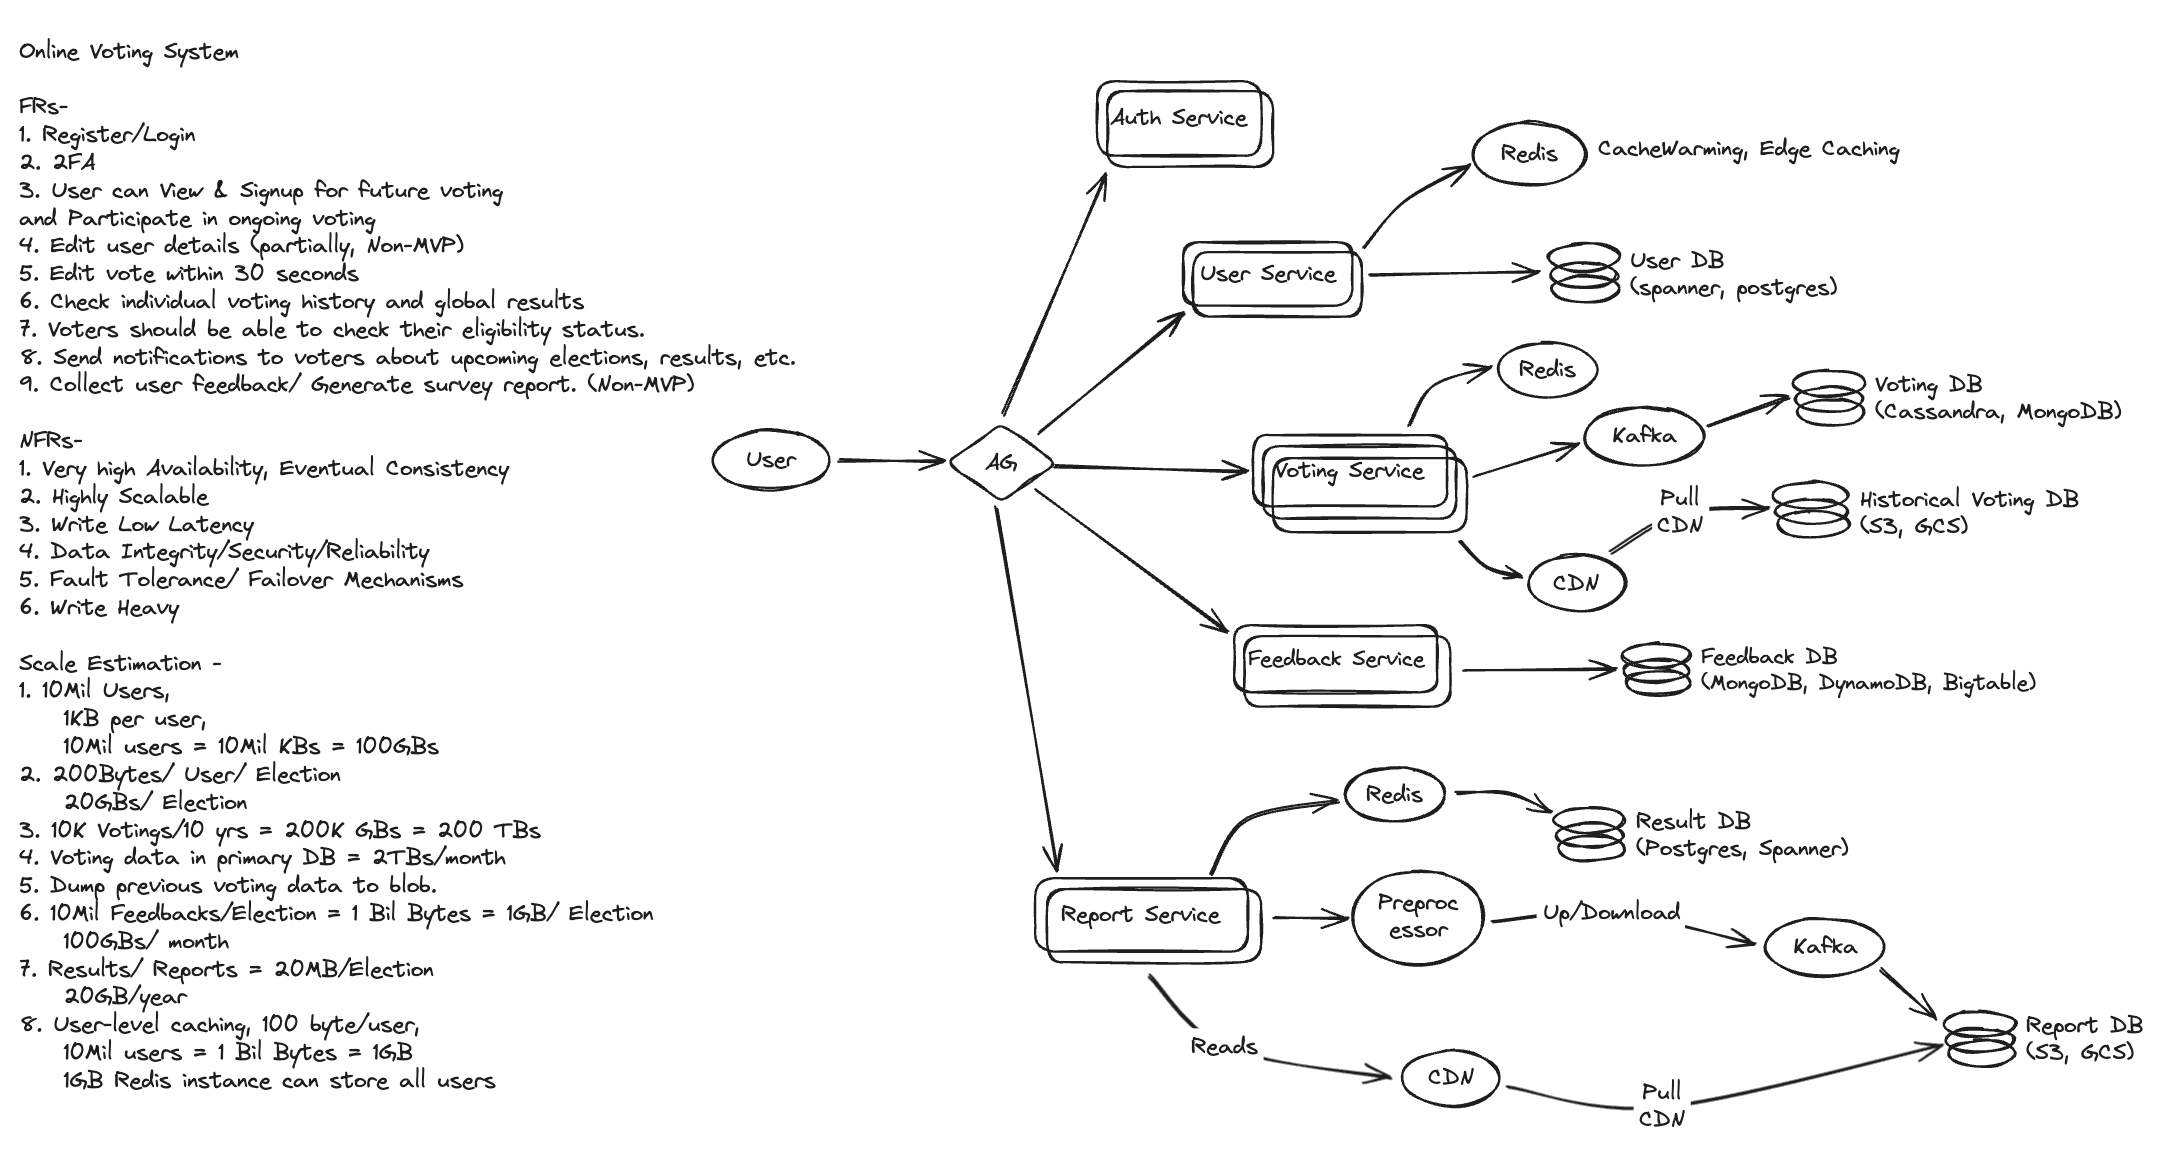 Online Voting System
FRs-
1. Register/Login
2. 2FA
3. User can View & Signup for future voting
and Participate in ongoing voting
4. Edit user details (partially, Non-MVP)
5. Edit vote within 30 seconds
6. Check individual voting history and global results
7. Voters should be able to check their eligibility status.
8. Send notifications to voters about upcoming elections, results, etc.
9. Collect user feedback/ Generate survey report. (Non-MVP)
NFRs-
1. Very high Availability, Eventual Consistency
2. Highly Scalable
3. Write Low Latency
4. Data Integrity/Security/Reliability
5. Fault Tolerance/ Failover Mechanisms
6. Write Heavy
Scale Estimation -
1. 10Mil Users,
1KB per user,
10Mil users = 10Mil KBs = 100GBs
2. 200Bytes/ User/ Election
20GBs/ Election
3. 10K Votings/10 yrs = 200K GBs = 200 TBs
4. Voting data in primary DB = 2TBs/month
5. Dump previous voting data to blob.
6. 10Mil Feedbacks/Election = 1 Bil Bytes = 1GB/ Election
100GBs/ month
7. Results/ Reports = 20MB/Election
20GB/year
8. User-level caching, 100 byte/user,
10Mil users = 1 Bil Bytes = 1GB
1GB Redis instance can store all users
User
AG
Auth Service
User Service
Redis
CacheWarming, Edge Caching
User DB
(spanner, postgres)
Voting Service
Redis
Kafka
Voting DB
(Cassandra, MongoDB)
CDN
Pull
CDN
Historical Voting DB
(S3, GCS)
Feedback Service
Feedback DB
(MongoDB, DynamoDB, Bigtable)
Report Service
Redis
Result DB
(Postgres, Spanner)
Preproc
essor
Up/Download
Kafka
Report DB
(S3, GCS)
Reads
CDN
Pull
CDN